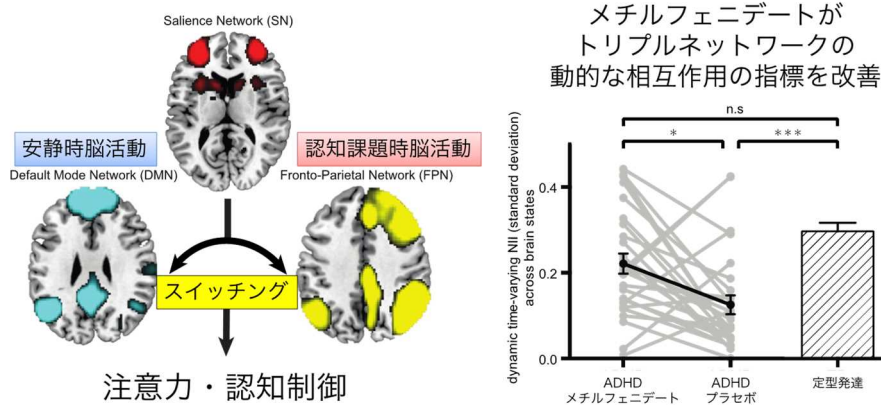 Salience Network (SN)
安静時脳活動
Default Mode Network (DMN)
認知課題時脳活動
Fronto-Parietal Network (FPN)
スイッチング
注意力・認知制御
メチルフェニデートが
トリプルネットワークの
動的な相互作用の指標を改善
n.s
*
***
dynamic time-varying NII (standard deviation)
across brain states
0.4
0.2
0.0
ADHD
メチルフェニデート
ADHD
プラセボ
定型発達